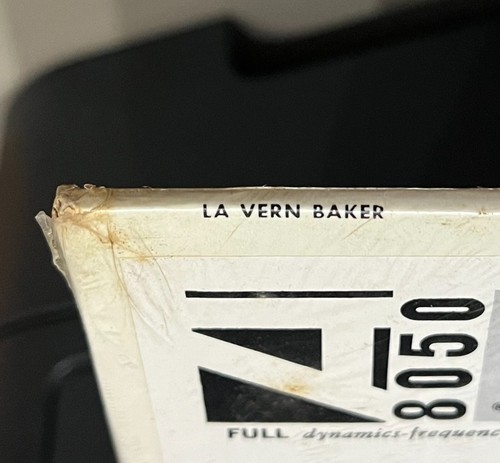 LA VERN BAKER
8050
FULL dynamics-frequenc